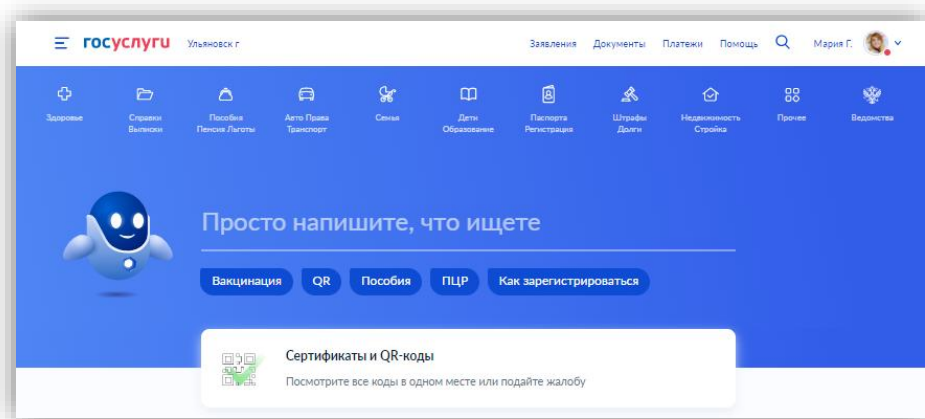 госуслуги Ульяновск г Заявления Документы Платежи Помощь Мария Г.
Здоровье Справки Пособия Авто Права Семья Дети Паспорта Штрафы Недвижимость Прочее Ведомства
Выписки Пенсия Льготы Транспорт Образование Регистрация Долги Стройка
Просто напишите, что ищете
Вакцинация QR Пособия ПЦР Как зарегистрироваться
Сертификаты и QR-коды
Посмотрите все коды в одном месте или подайте жалобу